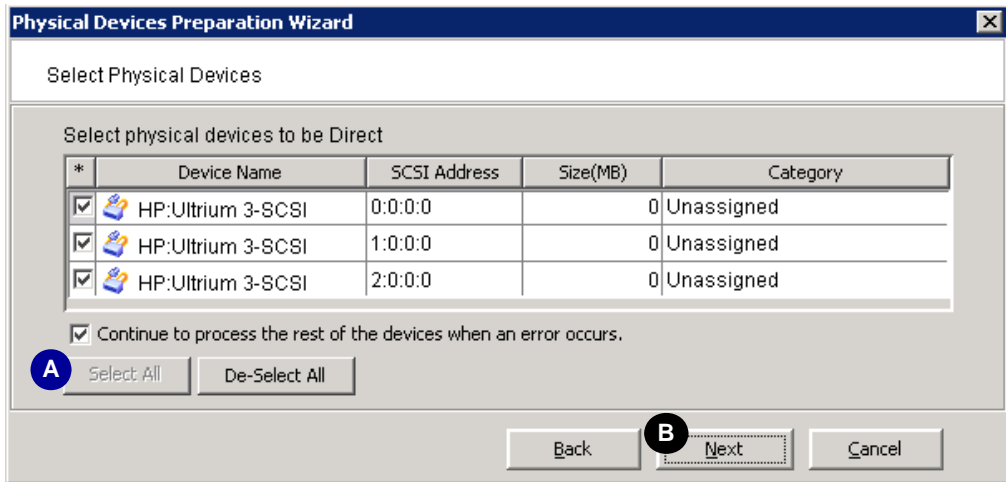 Physical Devices Preparation Wizard
Select Physical Devices
Select physical devices to be Direct
* Device Name SCSI Address Size(MB) Category
HP:Ultrium 3-SCSI 0:0:0:0 0 Unassigned
HP:Ultrium 3-SCSI 1:0:0:0 0 Unassigned
HP:Ultrium 3-SCSI 2:0:0:0 0 Unassigned
Continue to process the rest of the devices when an error occurs.
A Select All De-Select All
Back B Next Cancel